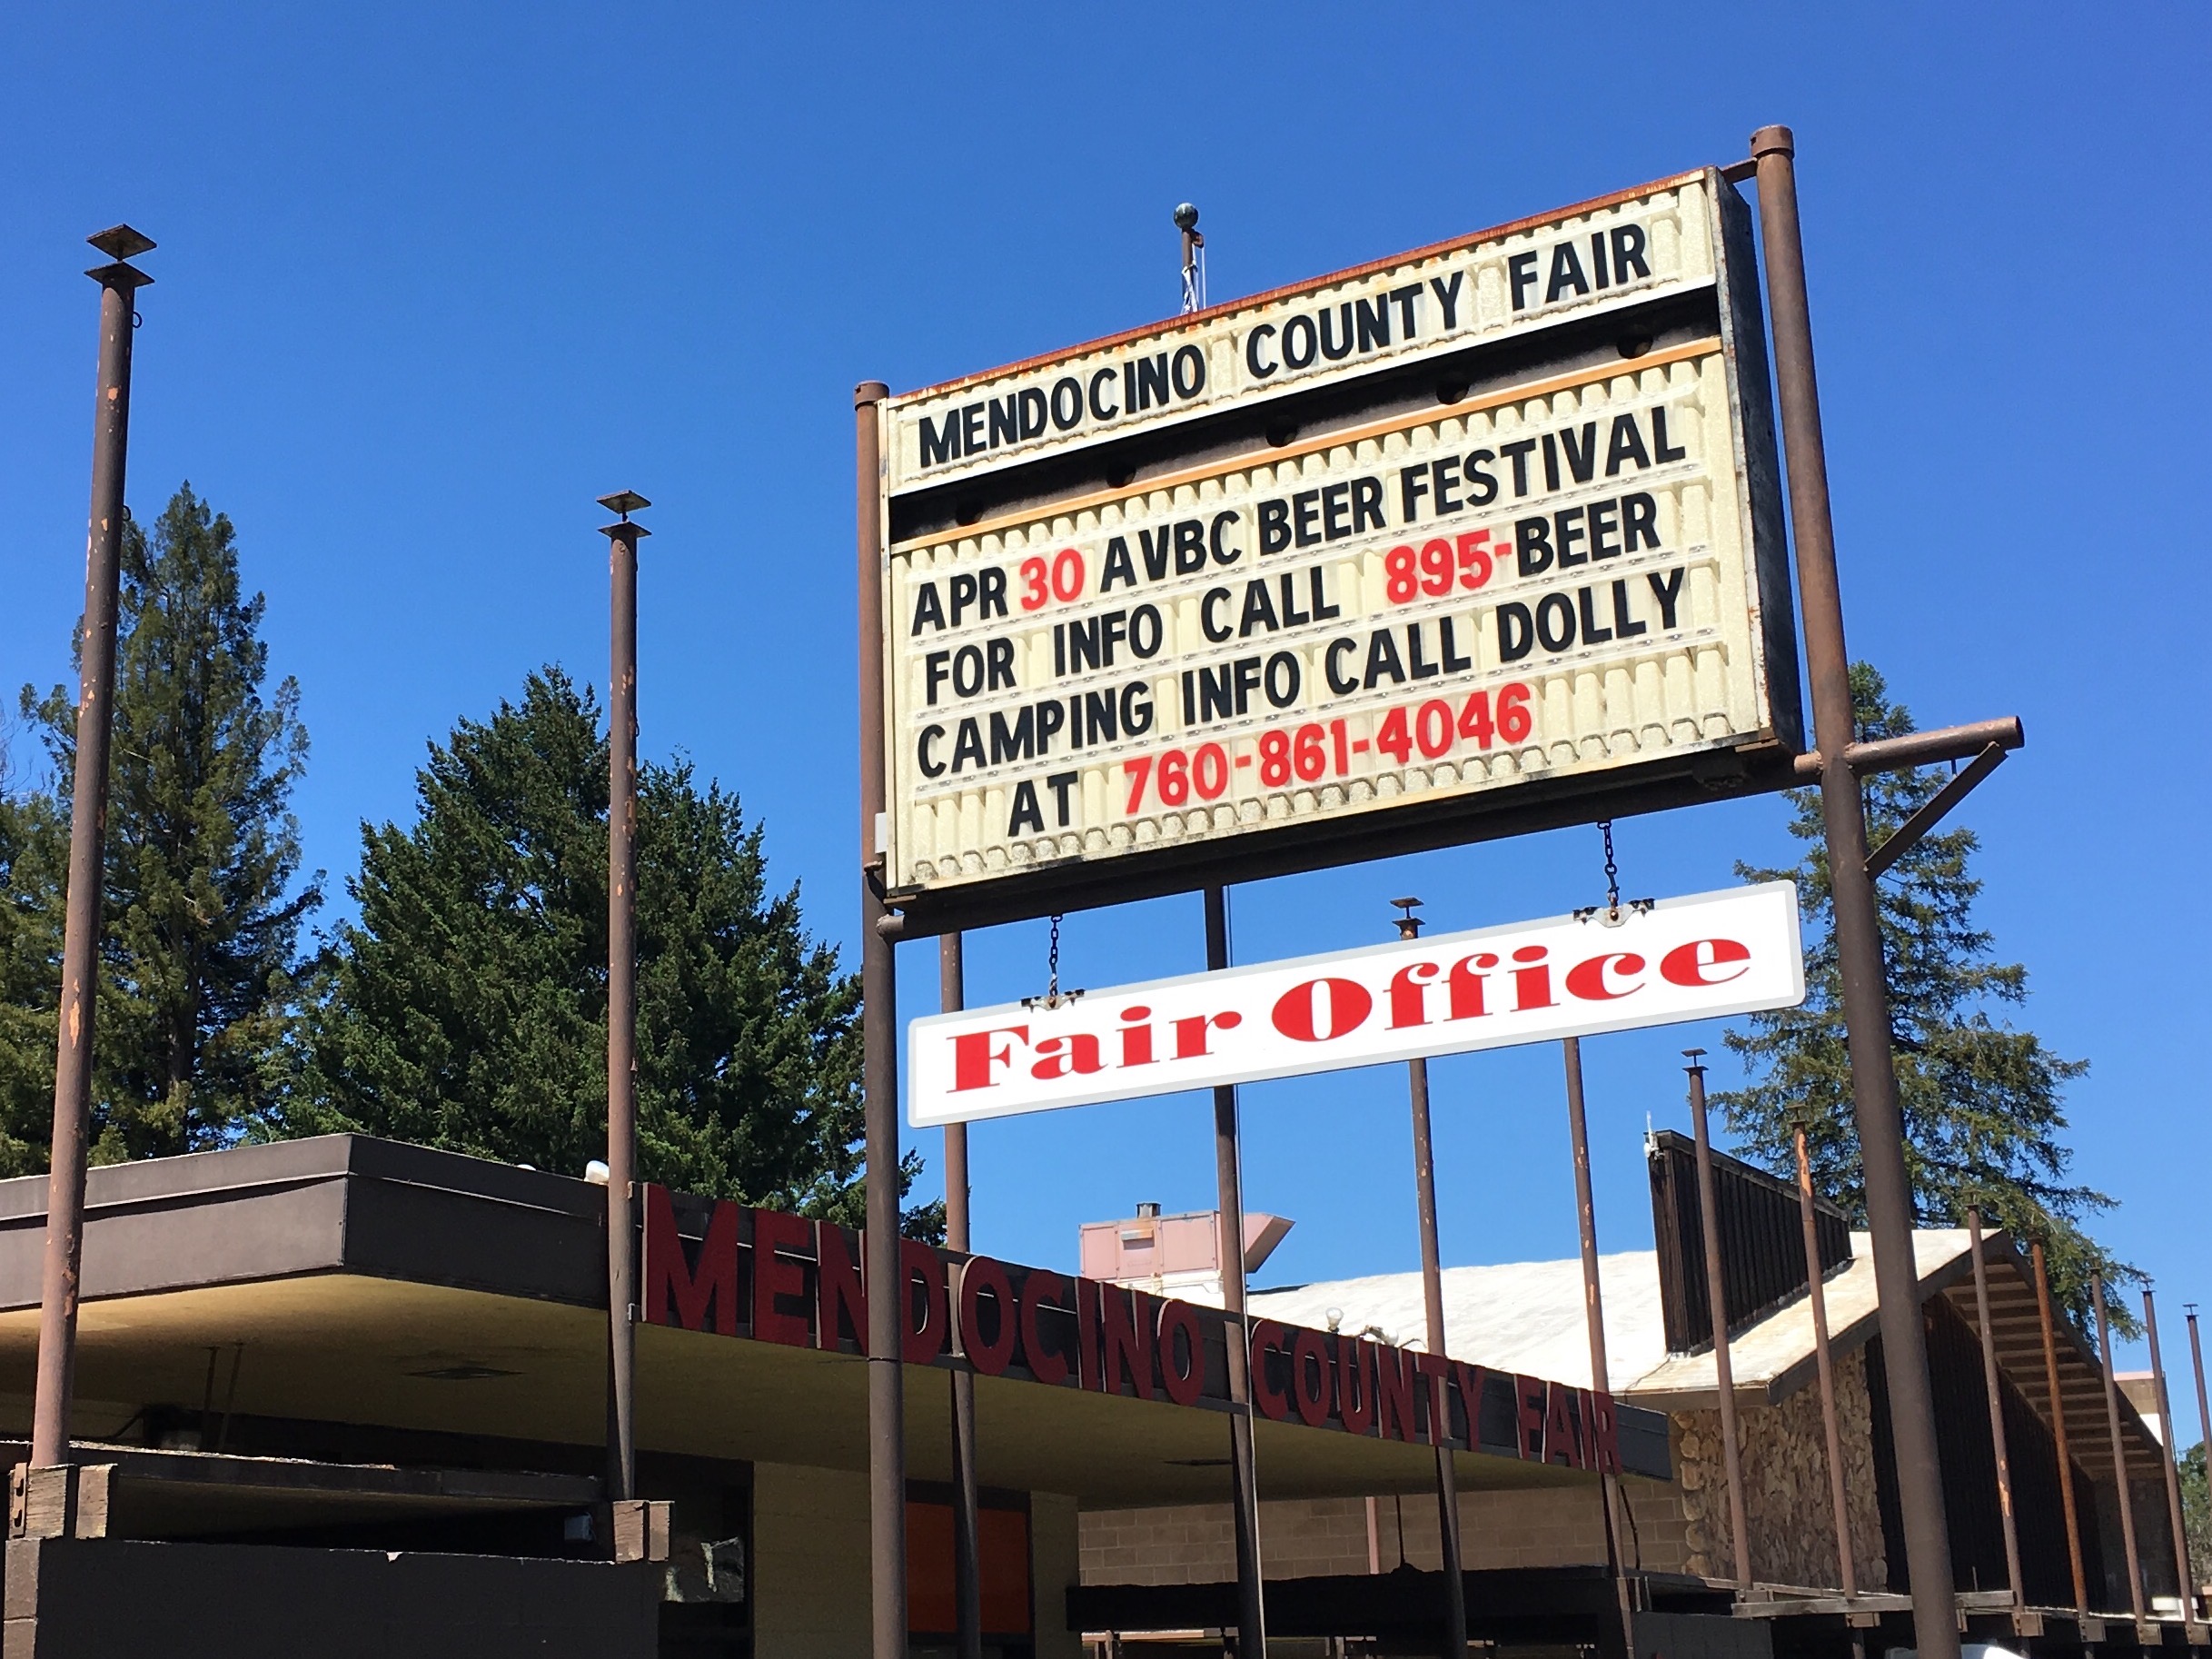 MENDOCINO COUNTY FAIR
APR 30 AVBC BEER FESTIVAL
FOR INFO CALL 895-BEER
CAMPING INFO CALL DOLLY
AT 760-861-4046
Fair Office
MENDOCINO COUNTY FAIR